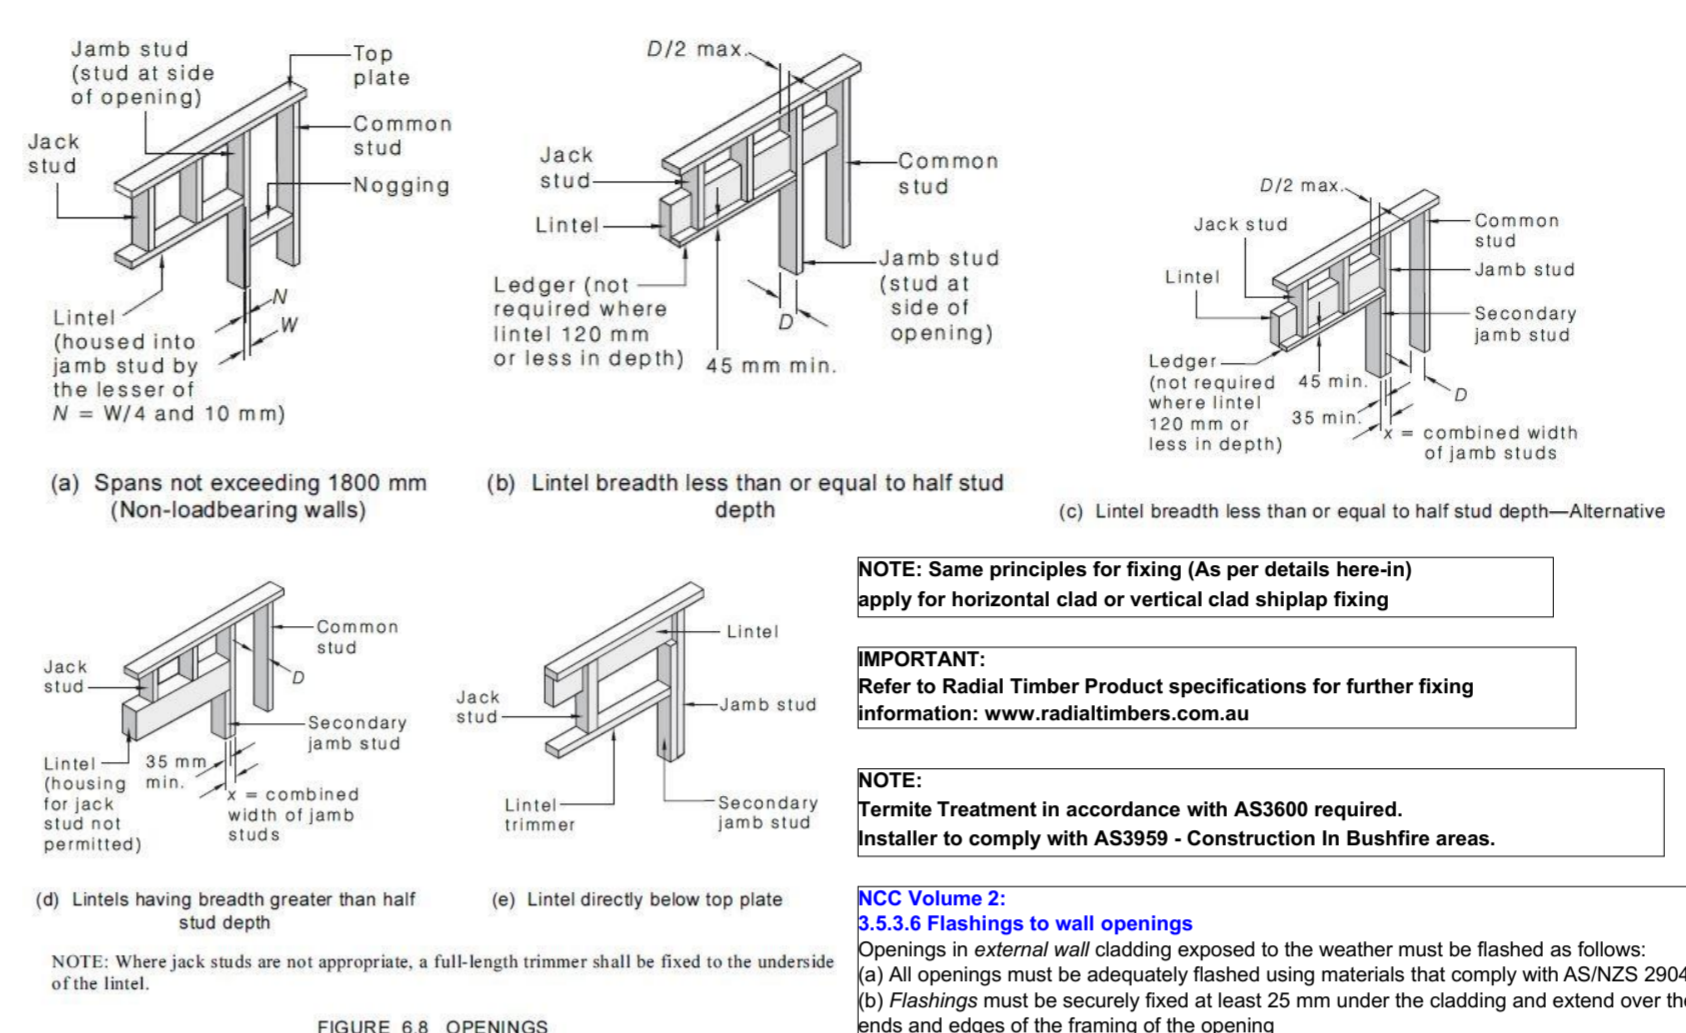 Jamb stud
(stud at side
of opening)
Top
plate
Jack
stud
Common
stud
Nogging
Lintel
(housed into
jamb stud by
the lesser of
N = W/4 and 10 mm)
N
W
(a) Spans not exceeding 1800 mm
(Non-loadbearing walls)
D/2 max.
Jack
stud
Lintel
Common
stud
Ledger (not
required where
lintel 120 mm
or less in depth)
45 mm min.
D
Jamb stud
(stud at
side of
opening)
(b) Lintel breadth less than or equal to half stud
depth
D/2 max.
Jack stud
Lintel
Common
stud
Jamb stud
Secondary
jamb stud
Ledger
(not required
where lintel
120 mm or
less in depth)
45 min.
35 min.
D
x = combined width
of jamb studs
(c) Lintel breadth less than or equal to half stud depth—Alternative
Jack
stud
Common
stud
D
Secondary
jamb stud
Lintel
(housing
for jack
stud not
permitted)
35 mm
min.
x = combined
width of jamb
studs
(d) Lintels having breadth greater than half
stud depth
Lintel
Jack
stud
Jamb stud
Lintel
trimmer
Secondary
jamb stud
(e) Lintel directly below top plate
NOTE: Where jack studs are not appropriate, a full-length trimmer shall be fixed to the underside
of the lintel.
FIGURE 6.8 OPENINGS
NOTE: Same principles for fixing (As per details here-in)
apply for horizontal clad or vertical clad shiplap fixing
IMPORTANT:
Refer to Radial Timber Product specifications for further fixing
information: www.radialtimbers.com.au
NOTE:
Termite Treatment in accordance with AS3600 required.
Installer to comply with AS3959 - Construction In Bushfire areas.
NCC Volume 2:
3.5.3.6 Flashings to wall openings
Openings in external wall cladding exposed to the weather must be flashed as follows:
(a) All openings must be adequately flashed using materials that comply with AS/NZS 2904
(b) Flashings must be securely fixed at least 25 mm under the cladding and extend over the
ends and edges of the framing of the opening